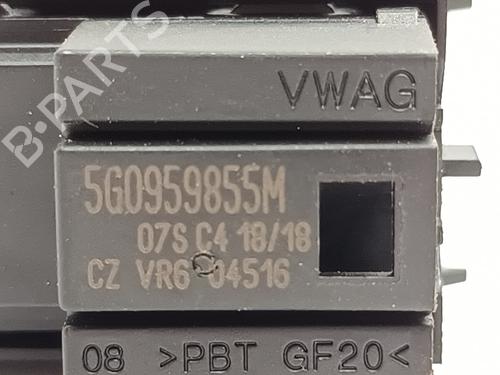 B-PARTS
VWAG
5G0959855M
07S C4 18/18
CZ VR6 04516
08 >PBT GF20<